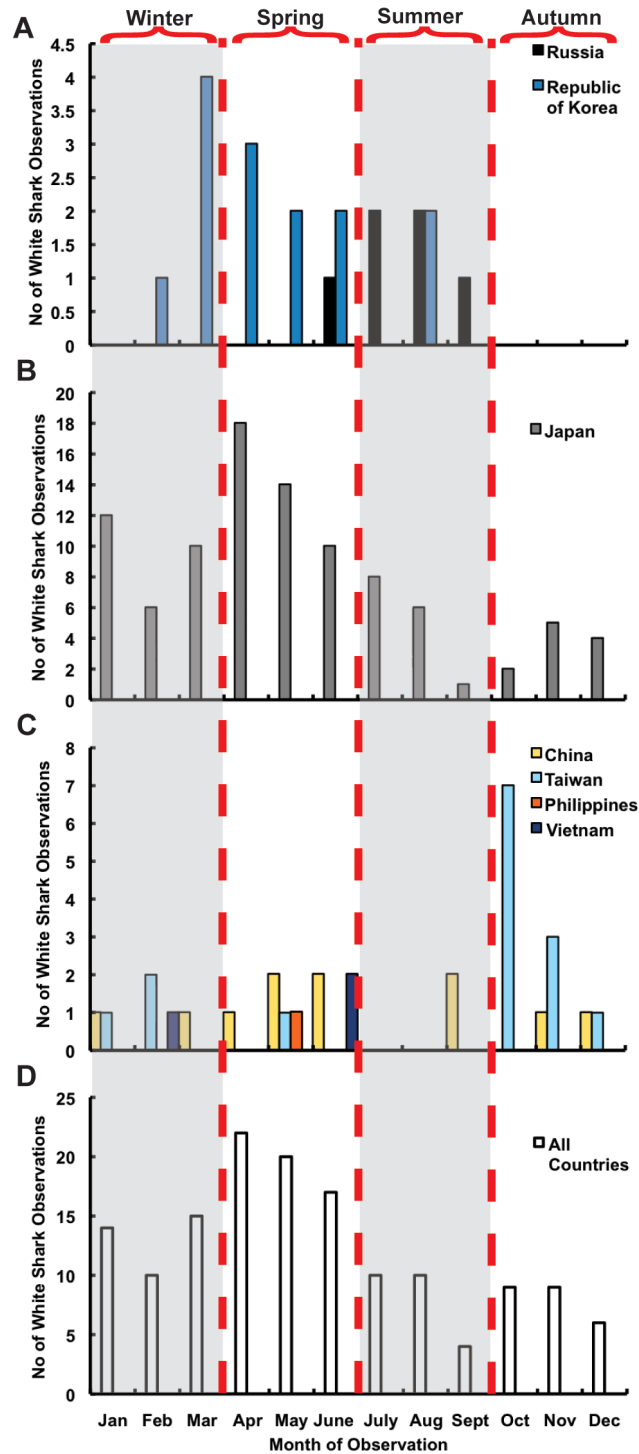 Winter Spring Summer Autumn
A
No of White Shark Observations
4.5
4
3.5
3
2.5
2
1.5
1
0.5
0
Russia
Republic
of Korea
B
No of White Shark Observations
20
18
16
14
12
10
8
6
4
2
0
Japan
C
No of White Shark Observations
8
7
6
5
4
3
2
1
0
China
Taiwan
Philippines
Vietnam
D
No of White Shark Observations
25
20
15
10
5
0
All
Countries
Jan Feb Mar Apr May June July Aug Sept Oct Nov Dec
Month of Observation